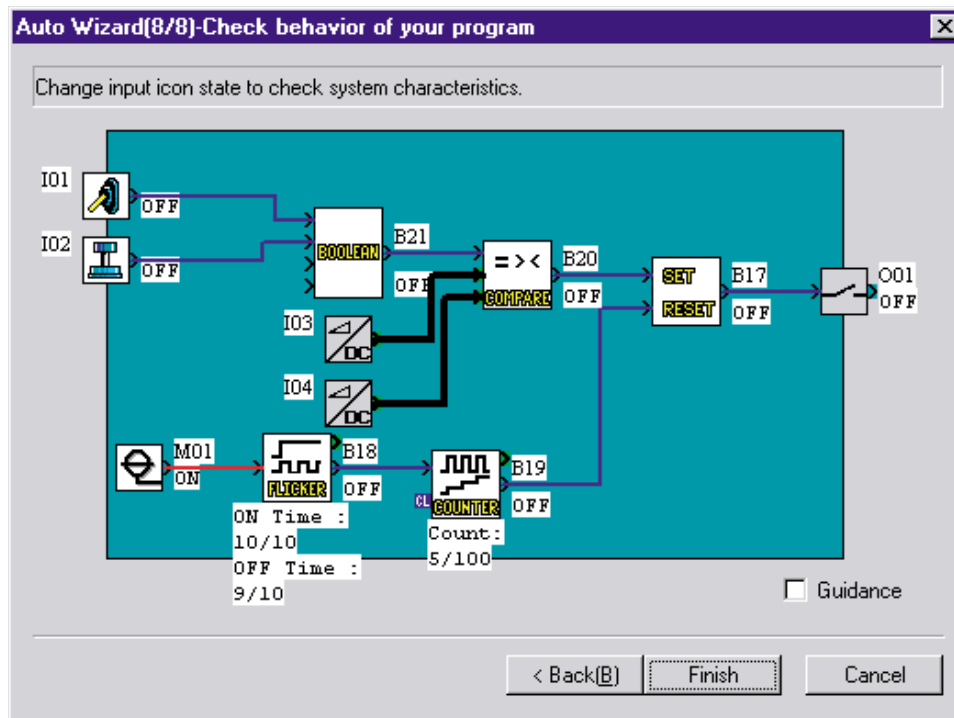 Auto Wizard(8/8)-Check behavior of your program
Change input icon state to check system characteristics.
I01
OFF
I02
OFF
BOOLEAN
B21
OFF
=><
COMPARE
B20
OFF
SET
RESET
B17
OFF
O01
OFF
I03
DC
I04
DC
M01
ON
FLICKER
B18
OFF
CL
COUNTER
B19
OFF
ON Time :
10/10
OFF Time :
9/10
Count:
5/100
Guidance
< Back(B)
Finish
Cancel